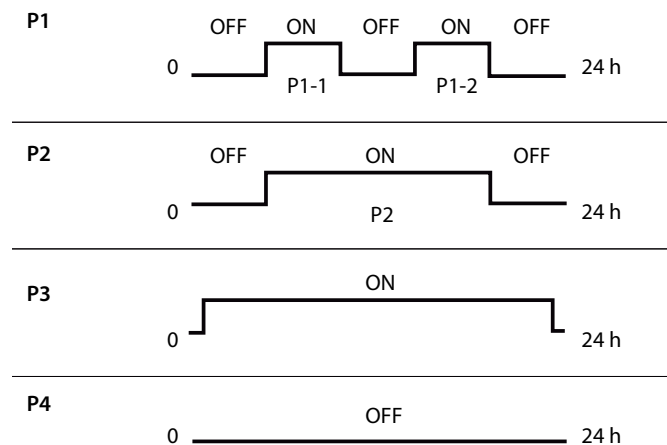 P1
OFF ON OFF ON OFF
0 24 h
P1-1 P1-2
P2
OFF ON OFF
0 24 h
P2
P3
ON
0 24 h
P4
OFF
0 24 h